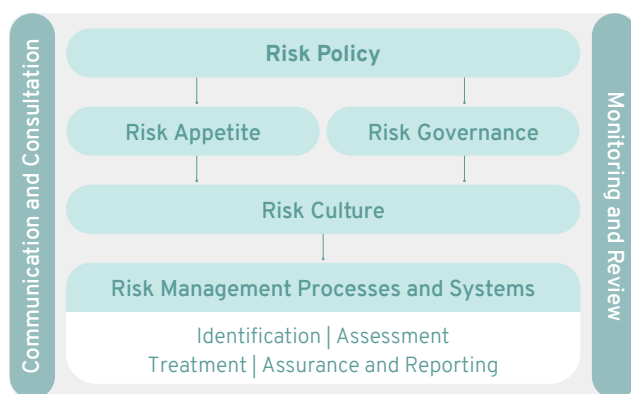 Communication and Consultation
Risk Policy
Risk Appetite
Risk Governance
Risk Culture
Risk Management Processes and Systems
Identification | Assessment
Treatment | Assurance and Reporting
Monitoring and Review